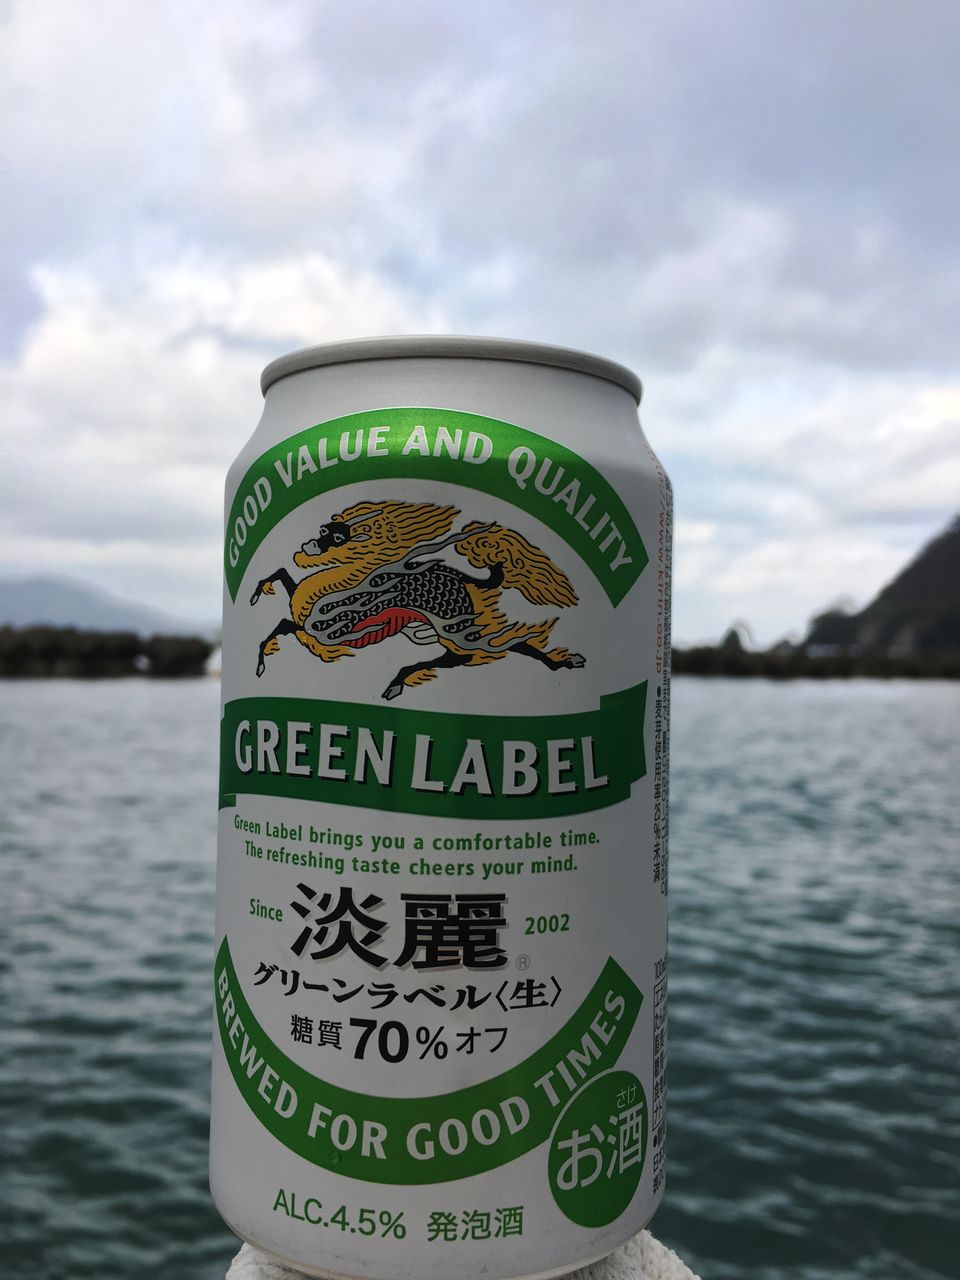 GOOD VALUE AND QUALITY
GREEN LABEL
Green Label brings you a comfortable time.
The refreshing taste cheers your mind.
Since 淡麗® 2002
グリーンラベル〈生〉
糖質70%オフ
BREWED FOR GOOD TIMES
さけ
お酒
ALC.4.5% 発泡酒